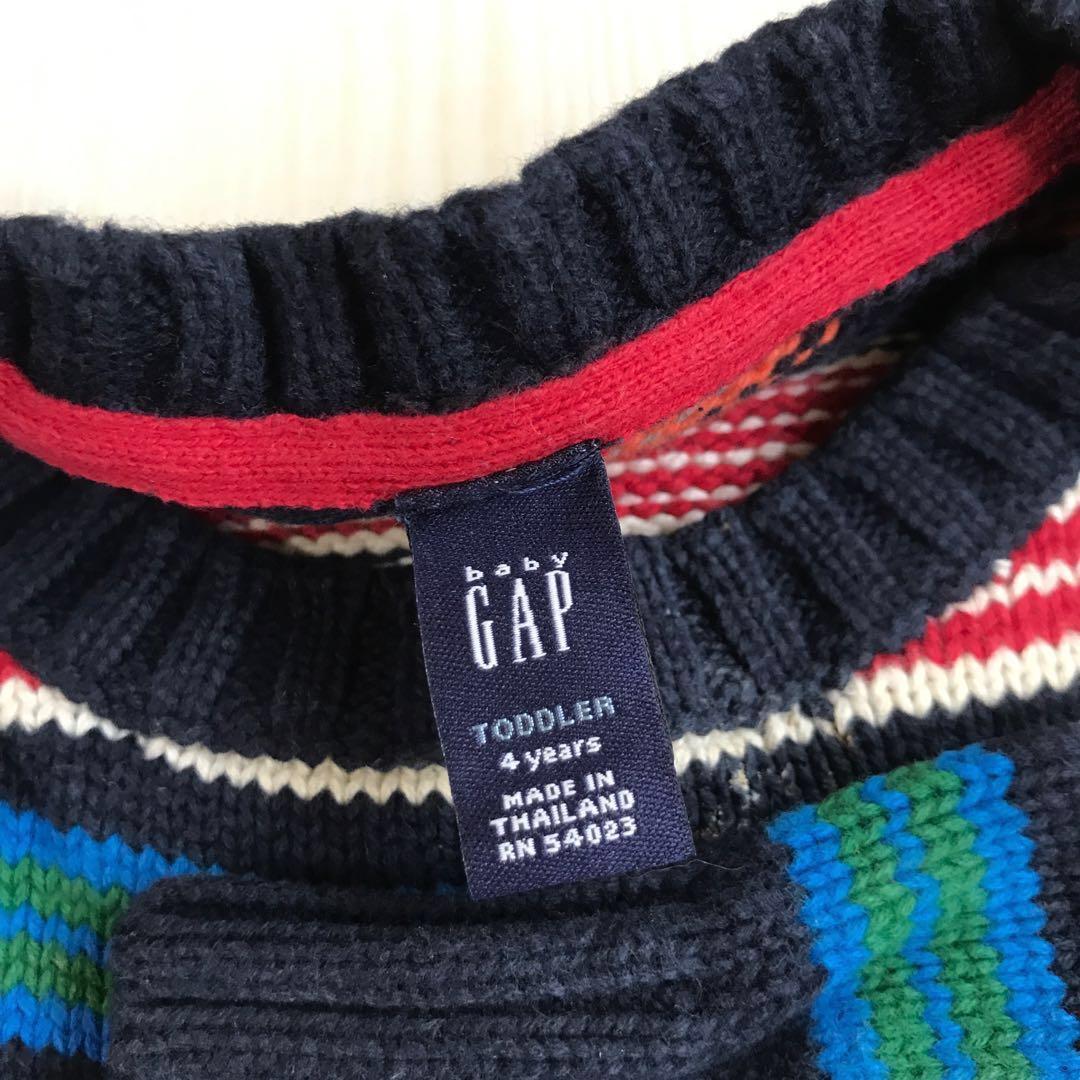 baby
GAP
TODDLER
4 years
MADE IN
THAILAND
RN 54023